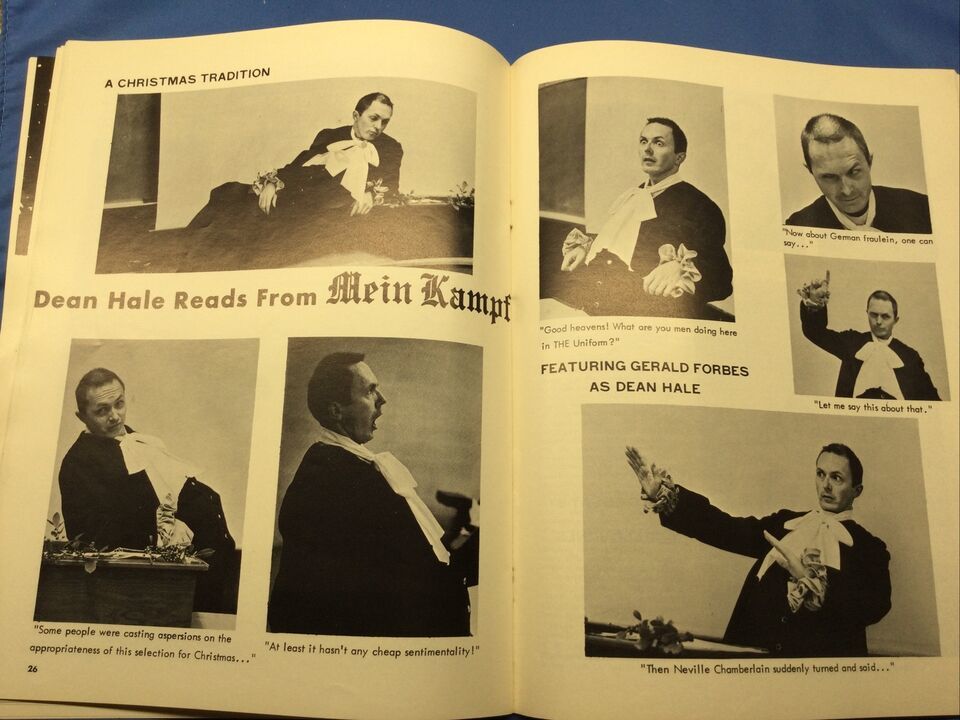 A CHRISTMAS TRADITION
Dean Hale Reads From Mein Kampf
"Some people were casting aspersions on the
appropriateness of this selection for Christmas..."
"At least it hasn't any cheap sentimentality!"
26
"Good heavens! What are you men doing here
in THE Uniform?"
FEATURING GERALD FORBES
AS DEAN HALE
"Now about German fraulein, one can
say..."
"Let me say this about that."
"Then Neville Chamberlain suddenly turned and said..."